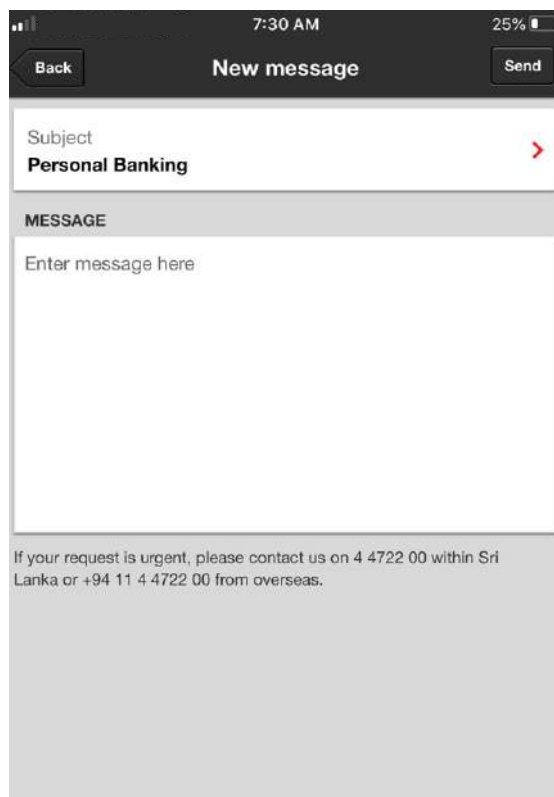 7:30 AM
25%
Back
New message
Send
Subject
Personal Banking
MESSAGE
Enter message here
If your request is urgent, please contact us on 4 4722 00 within Sri
Lanka or +94 11 4 4722 00 from overseas.